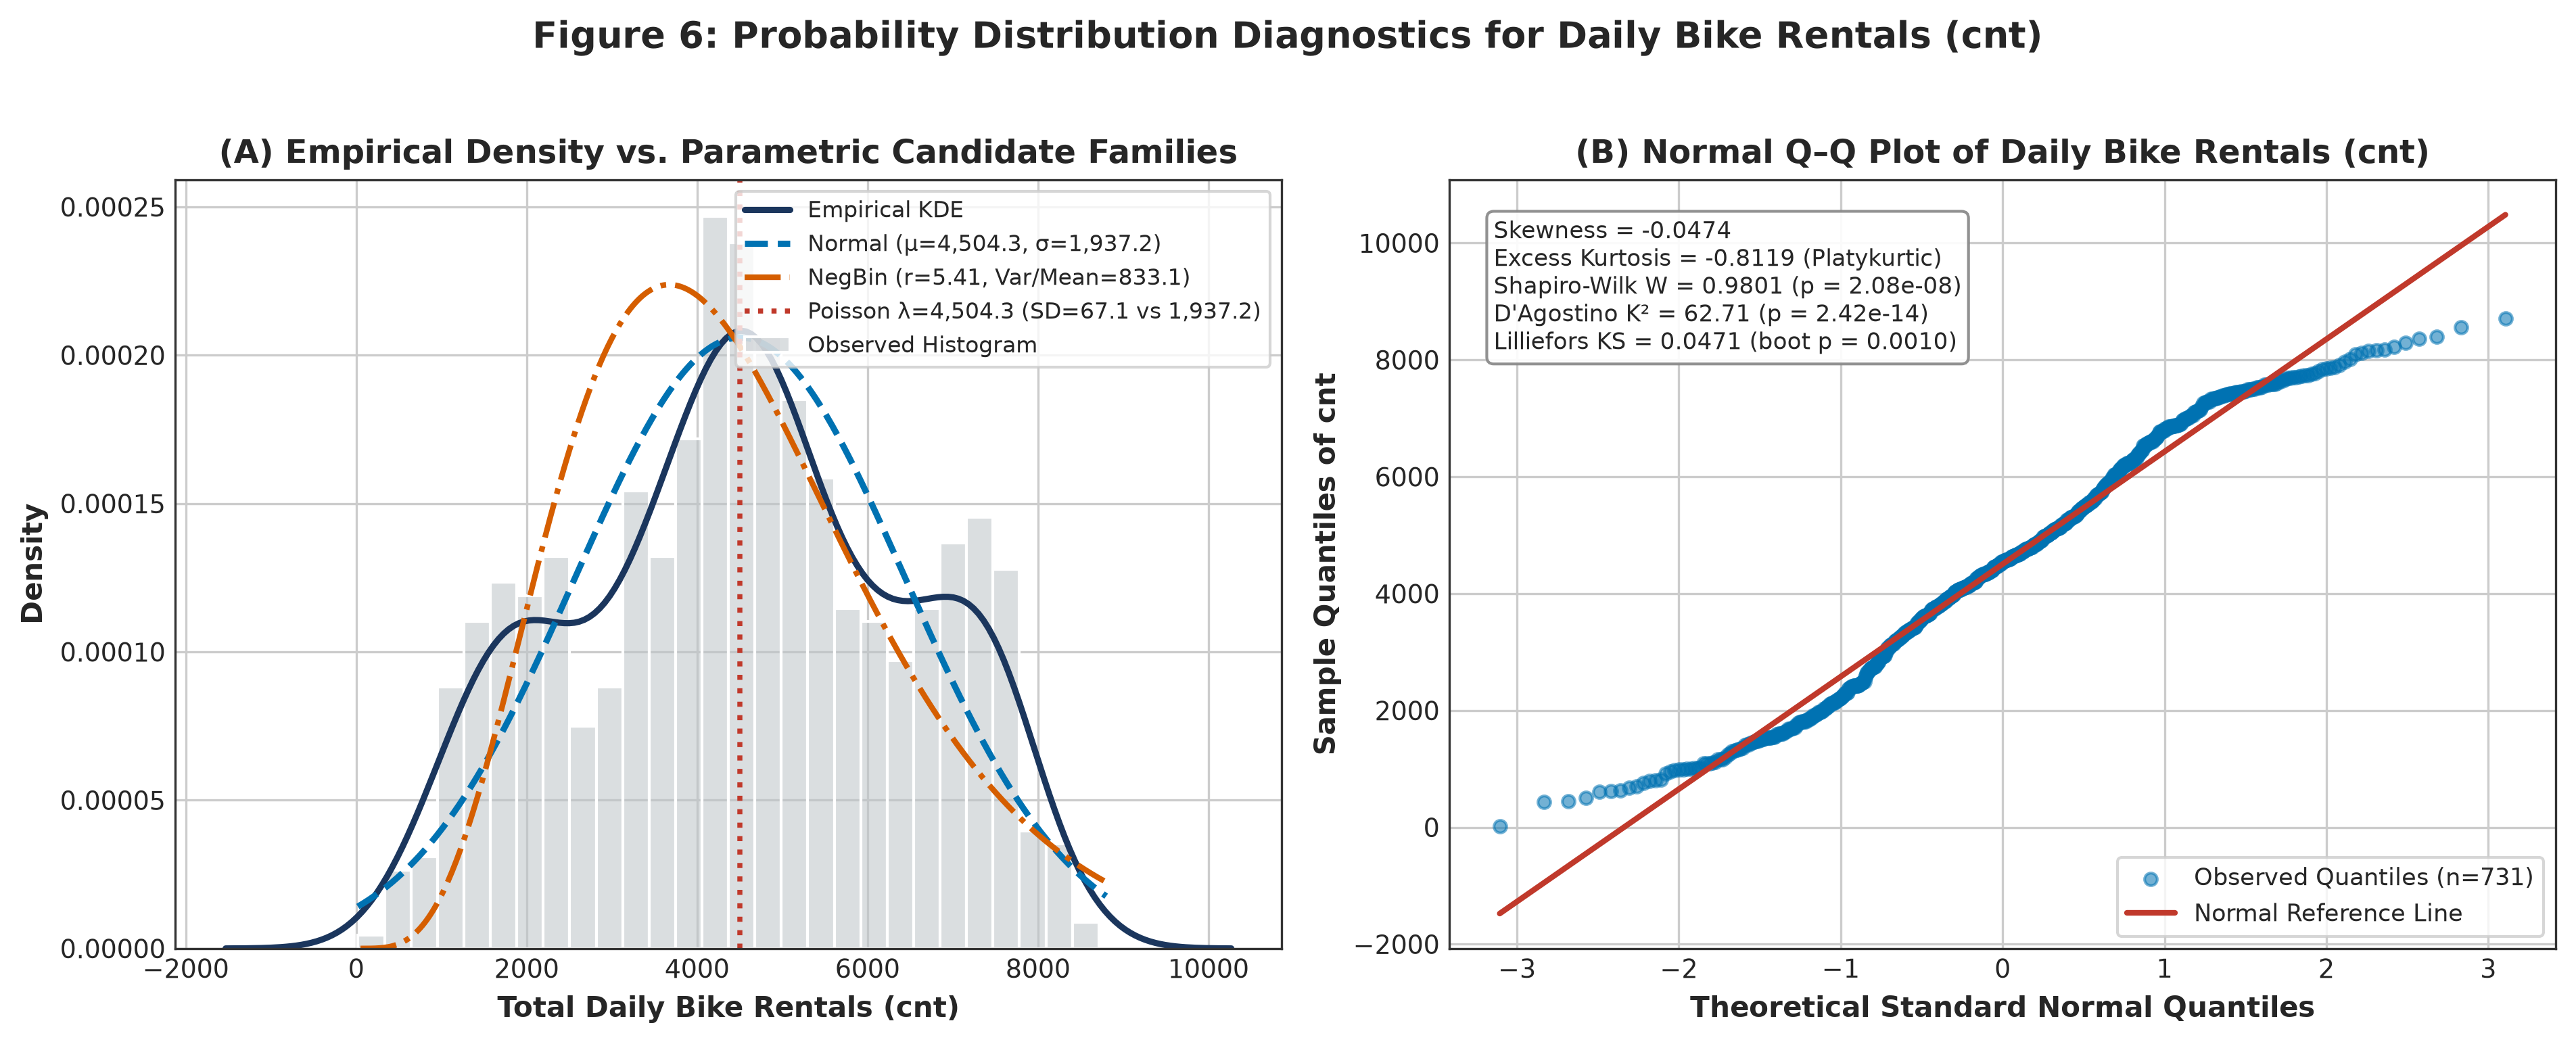 Figure 6: Probability Distribution Diagnostics for Daily Bike Rentals (cnt)
(A) Empirical Density vs. Parametric Candidate Families
Density
0.00025
0.00020
0.00015
0.00010
0.00005
0.00000
−2000
0
2000
4000
6000
8000
10000
Total Daily Bike Rentals (cnt)
Empirical KDE
Normal (μ=4,504.3, σ=1,937.2)
NegBin (r=5.41, Var/Mean=833.1)
Poisson λ=4,504.3 (SD=67.1 vs 1,937.2)
Observed Histogram
(B) Normal Q–Q Plot of Daily Bike Rentals (cnt)
Sample Quantiles of cnt
10000
8000
6000
4000
2000
0
−2000
−3
−2
−1
0
1
2
3
Theoretical Standard Normal Quantiles
Skewness = -0.0474
Excess Kurtosis = -0.8119 (Platykurtic)
Shapiro-Wilk W = 0.9801 (p = 2.08e-08)
D'Agostino K² = 62.71 (p = 2.42e-14)
Lilliefors KS = 0.0471 (boot p = 0.0010)
Observed Quantiles (n=731)
Normal Reference Line